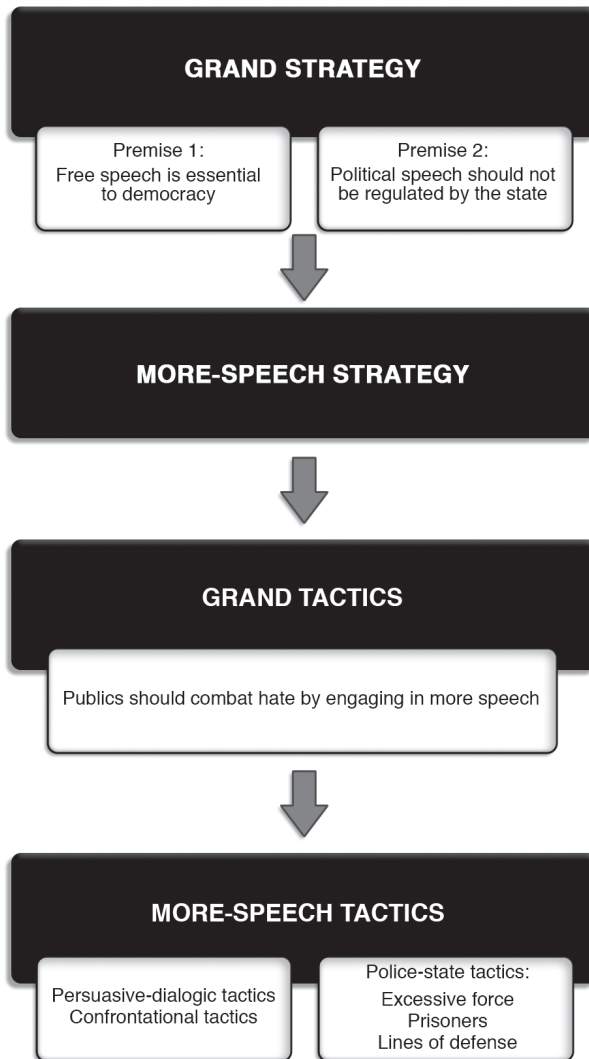 GRAND STRATEGY
Premise 1:
Free speech is essential
to democracy
Premise 2:
Political speech should not
be regulated by the state
MORE-SPEECH STRATEGY
GRAND TACTICS
Publics should combat hate by engaging in more speech
MORE-SPEECH TACTICS
Persuasive-dialogic tactics
Confrontational tactics
Police-state tactics:
Excessive force
Prisoners
Lines of defense